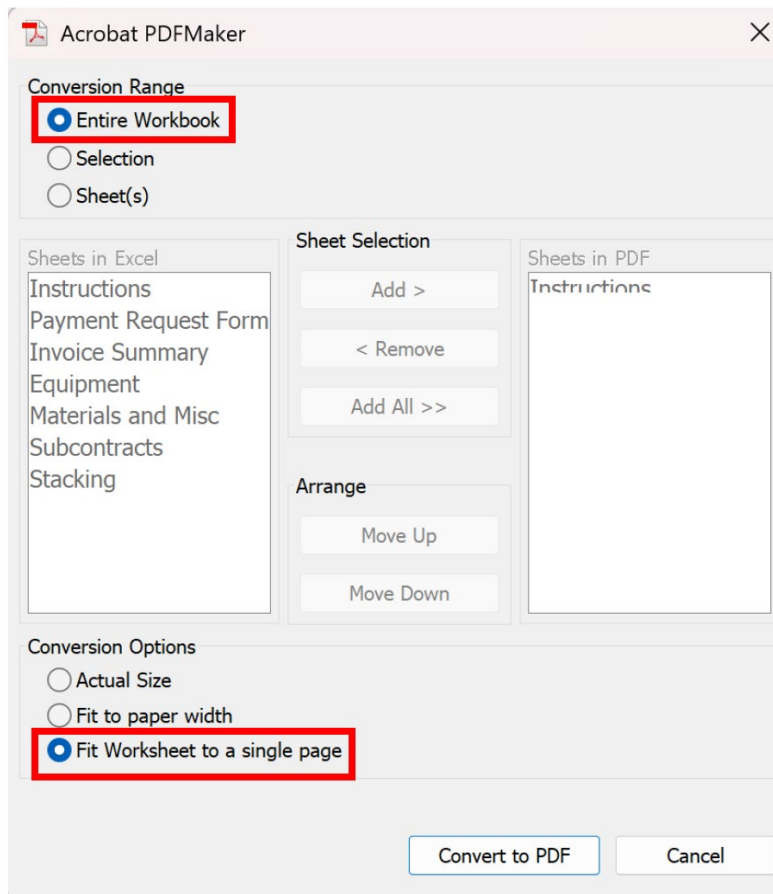 Acrobat PDFMaker
Conversion Range
Entire Workbook
Selection
Sheet(s)
Sheets in Excel
Instructions
Payment Request Form
Invoice Summary
Equipment
Materials and Misc
Subcontracts
Stacking
Sheet Selection
Add >
< Remove
Add All >>
Arrange
Move Up
Move Down
Sheets in PDF
Instructions
Conversion Options
Actual Size
Fit to paper width
Fit Worksheet to a single page
Convert to PDF
Cancel